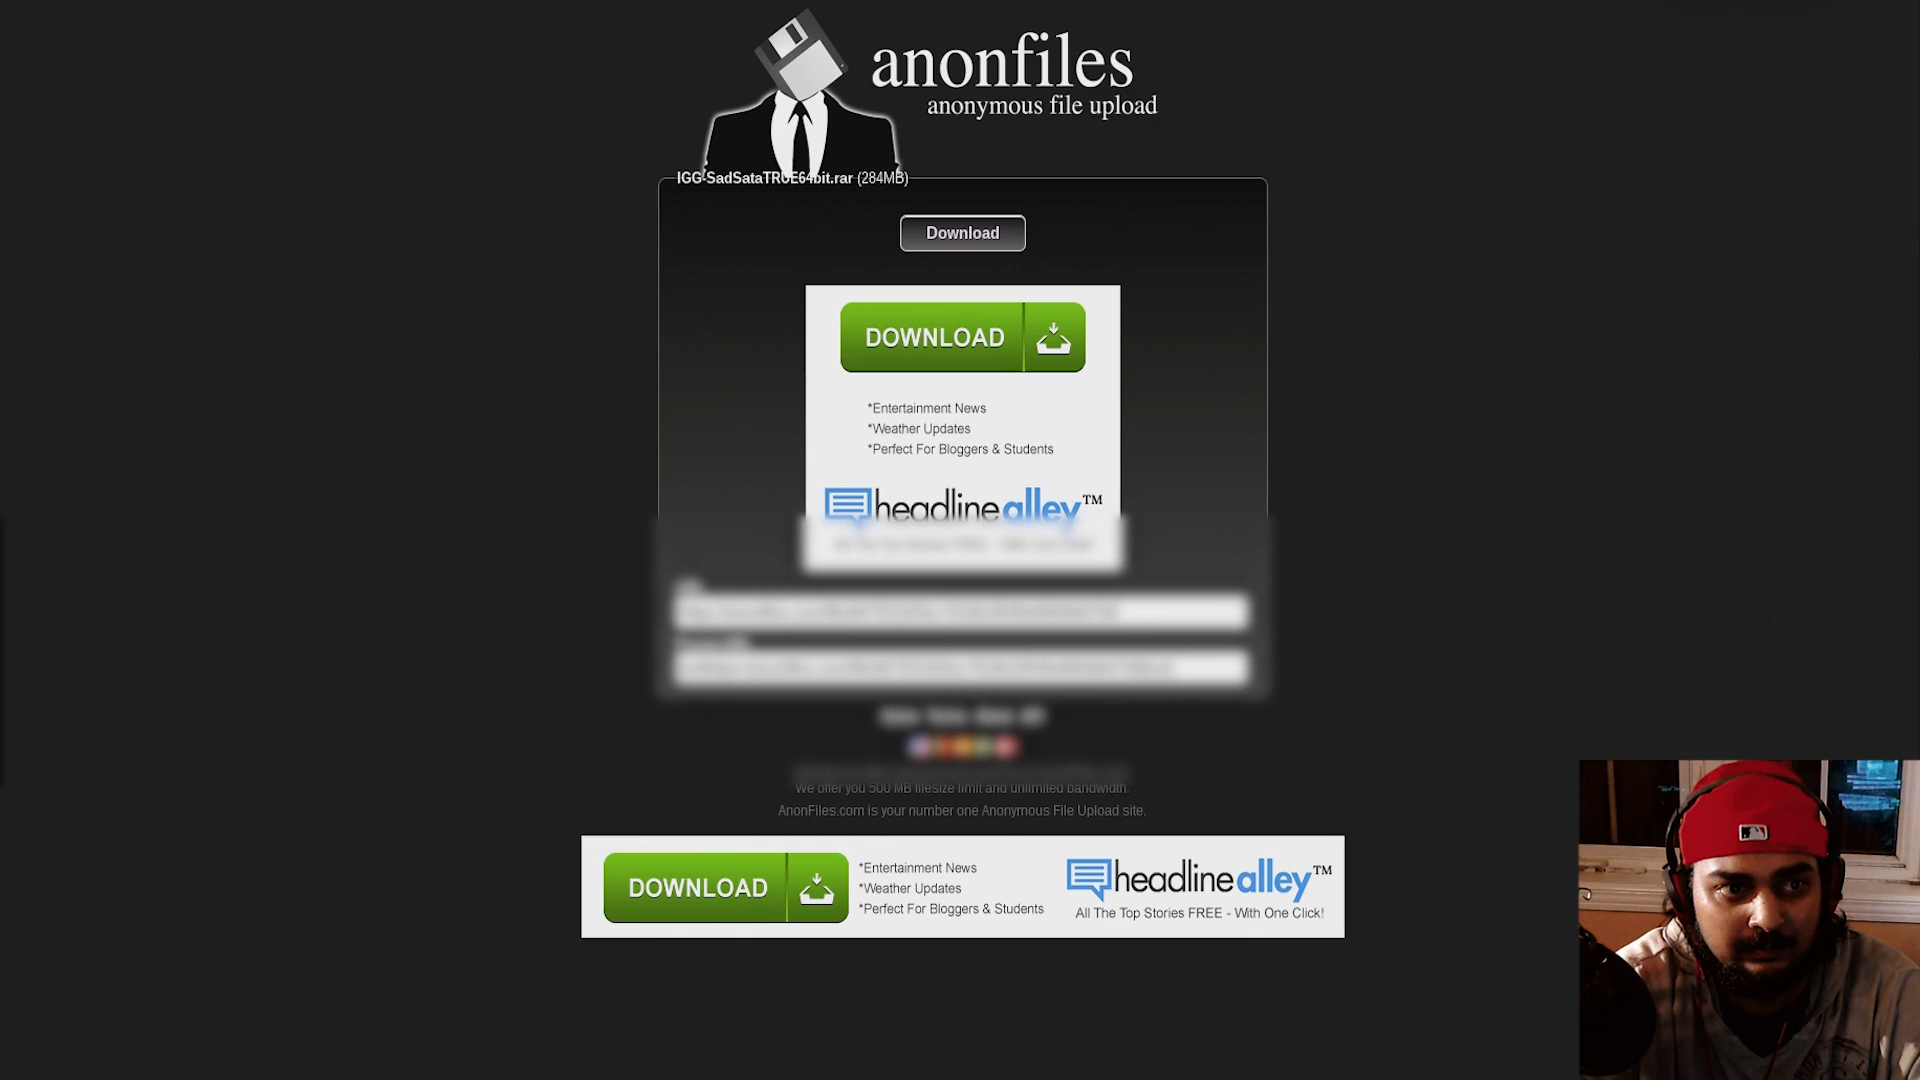 anonfiles
anonymous file upload
IGG-SadSataTRUE64bit.rar (284MB)
Download
DOWNLOAD
*Entertainment News
*Weather Updates
*Perfect For Bloggers & Students
headlinealley™
We offer you 500 MB filesize limit and unlimited bandwidth.
AnonFiles.com is your number one Anonymous File Upload site.
DOWNLOAD
*Entertainment News
*Weather Updates
*Perfect For Bloggers & Students
headlinealley™
All The Top Stories FREE - With One Click!